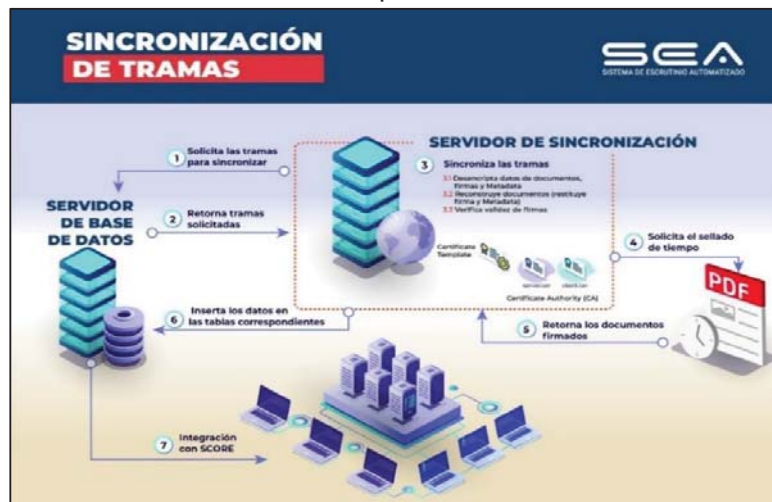 SINCRONIZACIÓN
DE TRAMAS
SEA
SISTEMA DE ESCRUTINIO AUTOMATIZADO
1 Solicita las tramas
para sincronizar
SERVIDOR
DE BASE
DE DATOS
2 Retorna tramas
solicitadas
SERVIDOR DE SINCRONIZACIÓN
3 Sincroniza las tramas
3.1 Desencripta datos de documentos,
firmas y Metadata
3.2 Reconstruye documentos (restituye
firma y Metadata)
3.3 Verifica validez de firmas
Certificate
Template
server.cer client.cer
Certificate Authority (CA)
4 Solicita el sellado
de tiempo
PDF
5 Retorna los documentos
firmados
6 Inserta los datos en
las tablas correspondientes
7 Integración
con SCORE